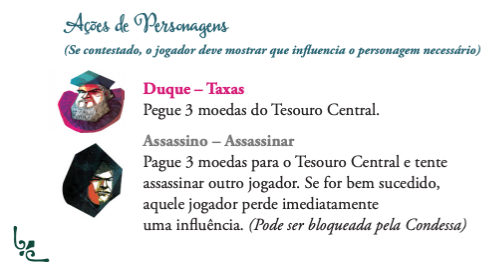 Ações de Personagens
(Se contestado, o jogador deve mostrar que influencia o personagem necessário)
Duque – Taxas
Pegue 3 moedas do Tesouro Central.
Assassino – Assassinar
Pague 3 moedas para o Tesouro Central e tente
assassinar outro jogador. Se for bem sucedido,
aquele jogador perde imediatamente
uma influência. (Pode ser bloqueada pela Condessa)